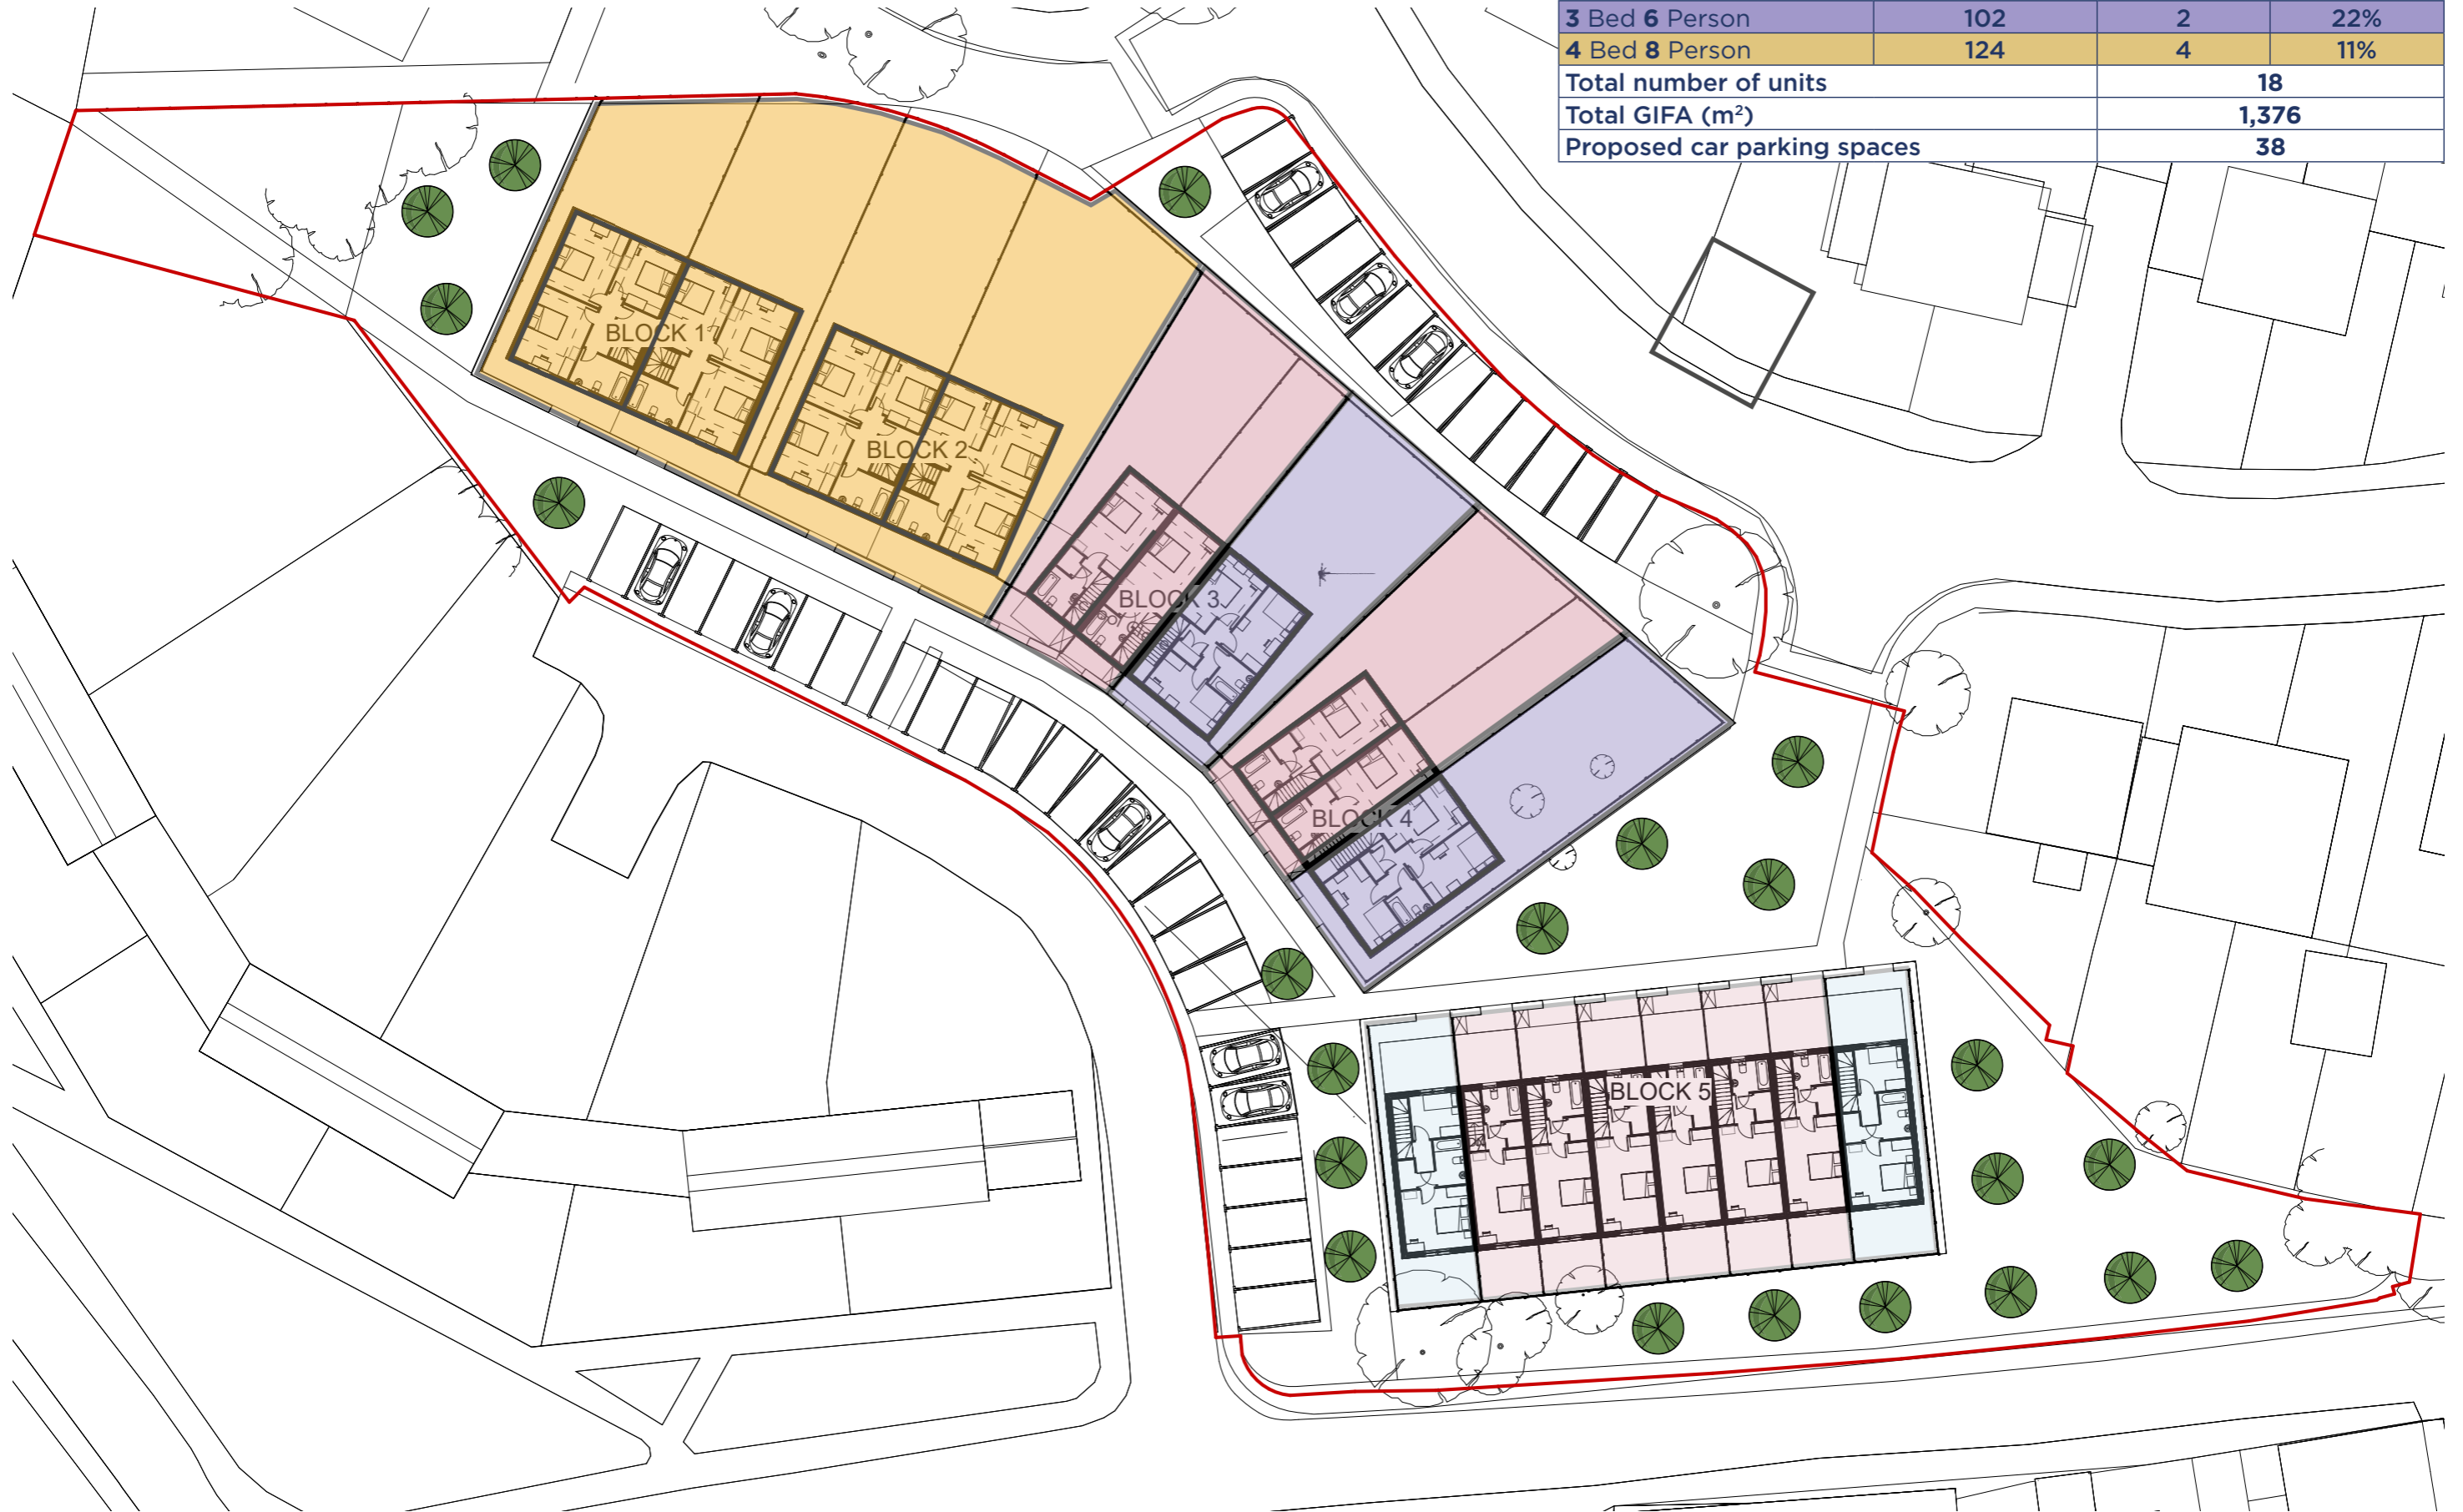 3 Bed 6 Person 102 2 22%
4 Bed 8 Person 124 4 11%
Total number of units 18
Total GIFA (m²) 1,376
Proposed car parking spaces 38
BLOCK 1
BLOCK 2
BLOCK 3
BLOCK 4
BLOCK 5